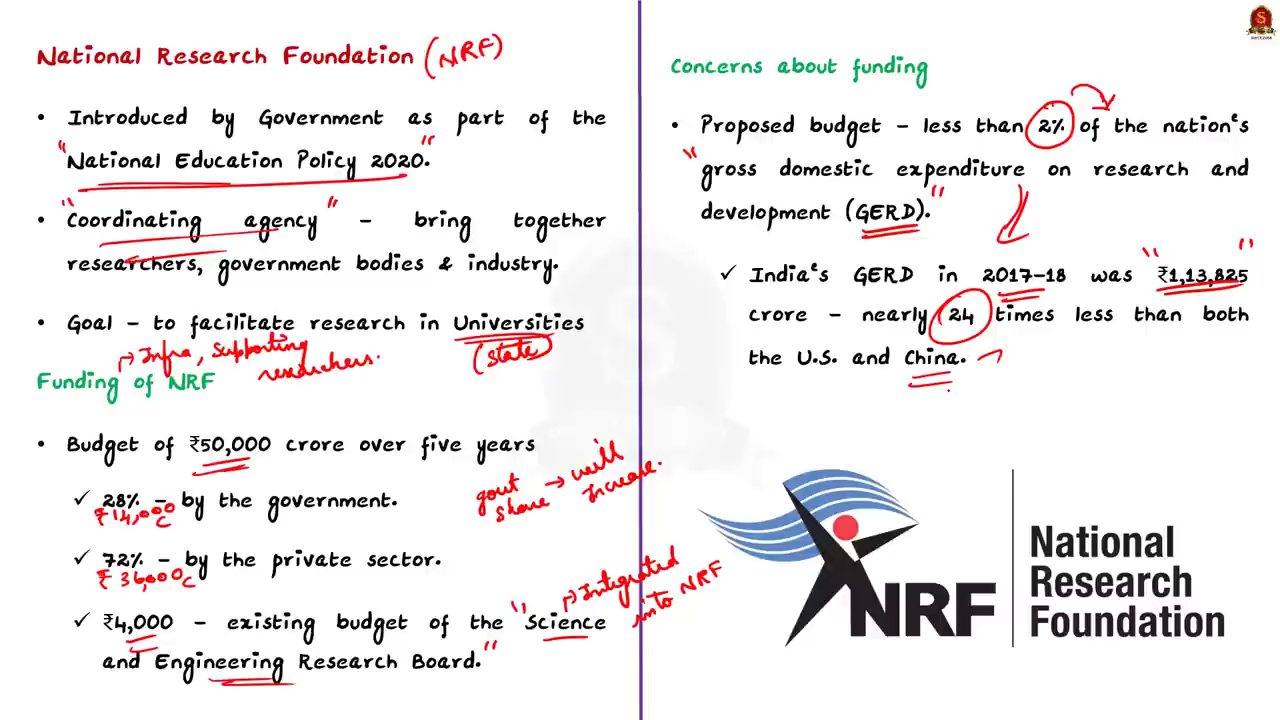 National Research Foundation (NRF)
• Introduced by Government as part of the
"National Education Policy 2020."
• "Coordinating agency" – bring together
researchers, government bodies & industry.
• Goal – to facilitate research in Universities
(state)
↱ Infra, supporting
researchers.
Funding of NRF
• Budget of ₹50,000 crore over five years
✓ 28% – by the government.
₹14,000 C
govt share → will increase.
✓ 72% – by the private sector.
₹36,000 C
✓ ₹4,000 – existing budget of the "Science
and Engineering Research Board."
↱ Integrated
into NRF
Concerns about funding
• Proposed budget – less than 2% of the nation's
"gross domestic expenditure on research and
development (GERD)."
✓ India's GERD in 2017-18 was "₹1,13,825"
crore – nearly 24 times less than both
the U.S. and China.
NRF
National
Research
Foundation
S
SINCE 2004